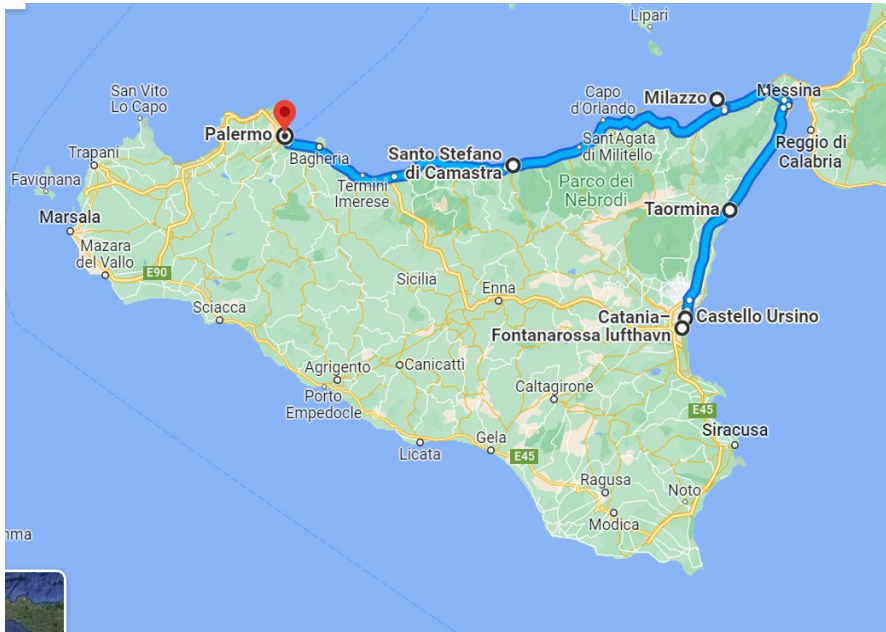 Lipari
San Vito
Lo Capo
Capo
d'Orlando
Milazzo
Messina
Palermo
Bagheria
Santo Stefano
di Camastra
Sant'Agata
di Militello
Reggio di
Calabria
Trapani
Favignana
Termini
Imerese
Parco dei
Nebrodi
Taormina
Marsala
Mazara
del Vallo
E90
Sicilia
Enna
Sciacca
Catania–
Fontanarossa lufthavn
Castello Ursino
Agrigento
Canicattì
Porto
Empedocle
Caltagirone
E45
Siracusa
Licata
Gela
E45
Ragusa
Noto
Modica